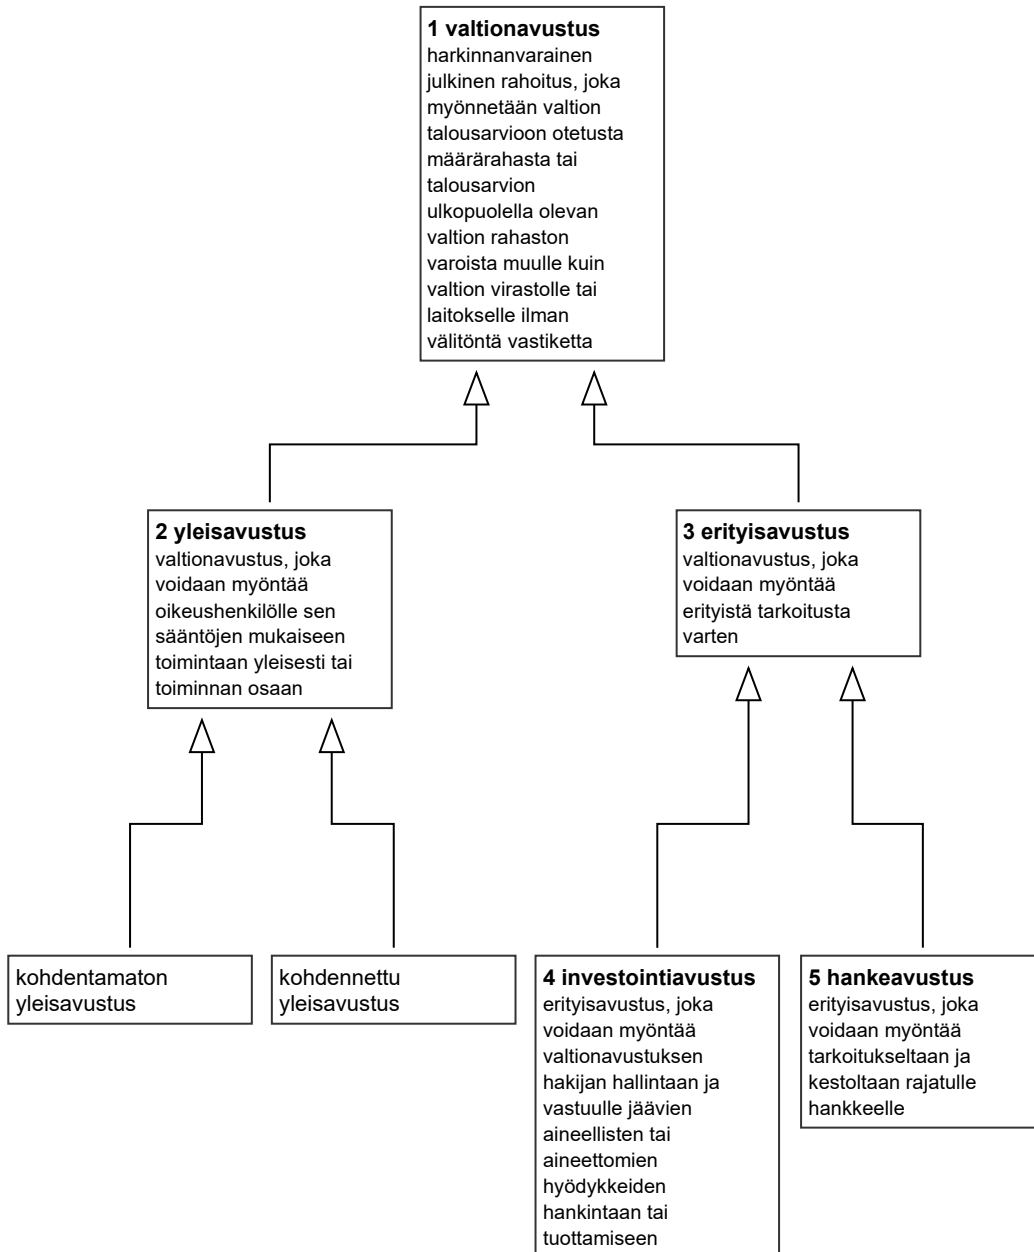 1 valtionavustus
harkinnanvarainen
julkinen rahoitus, joka
myönnetään valtion
talousarvioon otetusta
määrärahasta tai
talousarvion
ulkopuolella olevan
valtion rahaston
varoista muulle kuin
valtion virastolle tai
laitokselle ilman
välitöntä vastiketta
2 yleisavustus
valtionavustus, joka
voidaan myöntää
oikeushenkilölle sen
sääntöjen mukaiseen
toimintaan yleisesti tai
toiminnan osaan
3 erityisavustus
valtionavustus, joka
voidaan myöntää
erityistä tarkoitusta
varten
kohdentamaton
yleisavustus
kohdennettu
yleisavustus
4 investointiavustus
erityisavustus, joka
voidaan myöntää
valtionavustuksen
hakijan hallintaan ja
vastuulle jäävien
aineellisten tai
aineettomien
hyödykkeiden
hankintaan tai
tuottamiseen
5 hankeavustus
erityisavustus, joka
voidaan myöntää
tarkoitukseltaan ja
kestoltaan rajatulle
hankkeelle